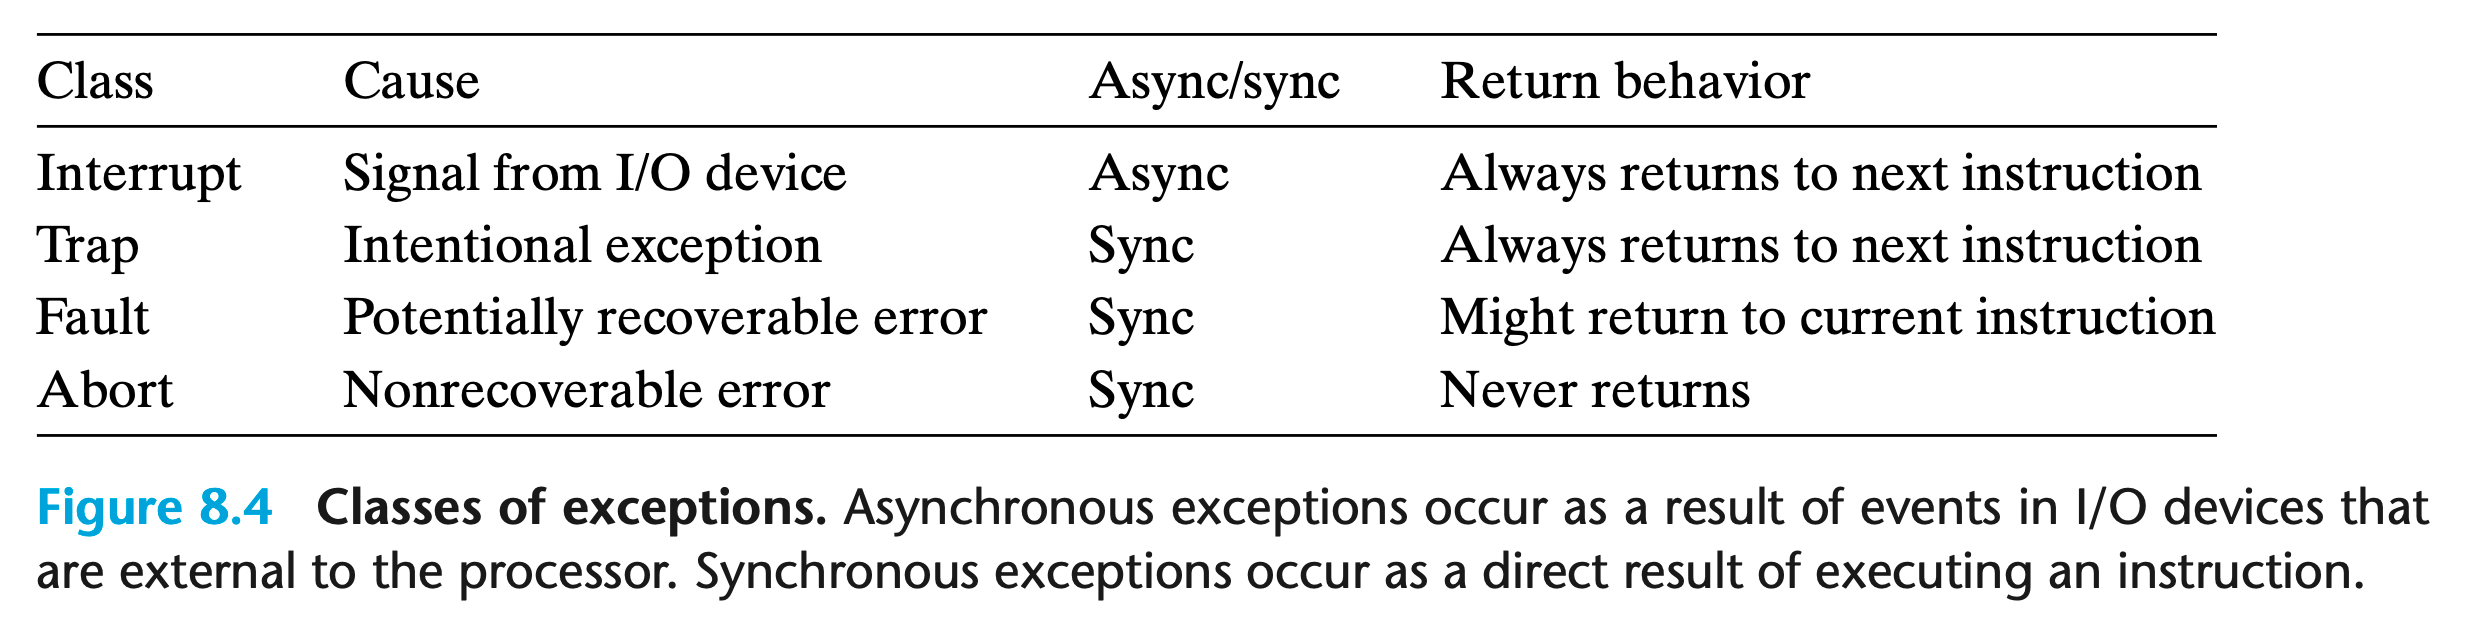 Class Cause Async/sync Return behavior
Interrupt Signal from I/O device Async Always returns to next instruction
Trap Intentional exception Sync Always returns to next instruction
Fault Potentially recoverable error Sync Might return to current instruction
Abort Nonrecoverable error Sync Never returns
Figure 8.4 Classes of exceptions. Asynchronous exceptions occur as a result of events in I/O devices that
are external to the processor. Synchronous exceptions occur as a direct result of executing an instruction.